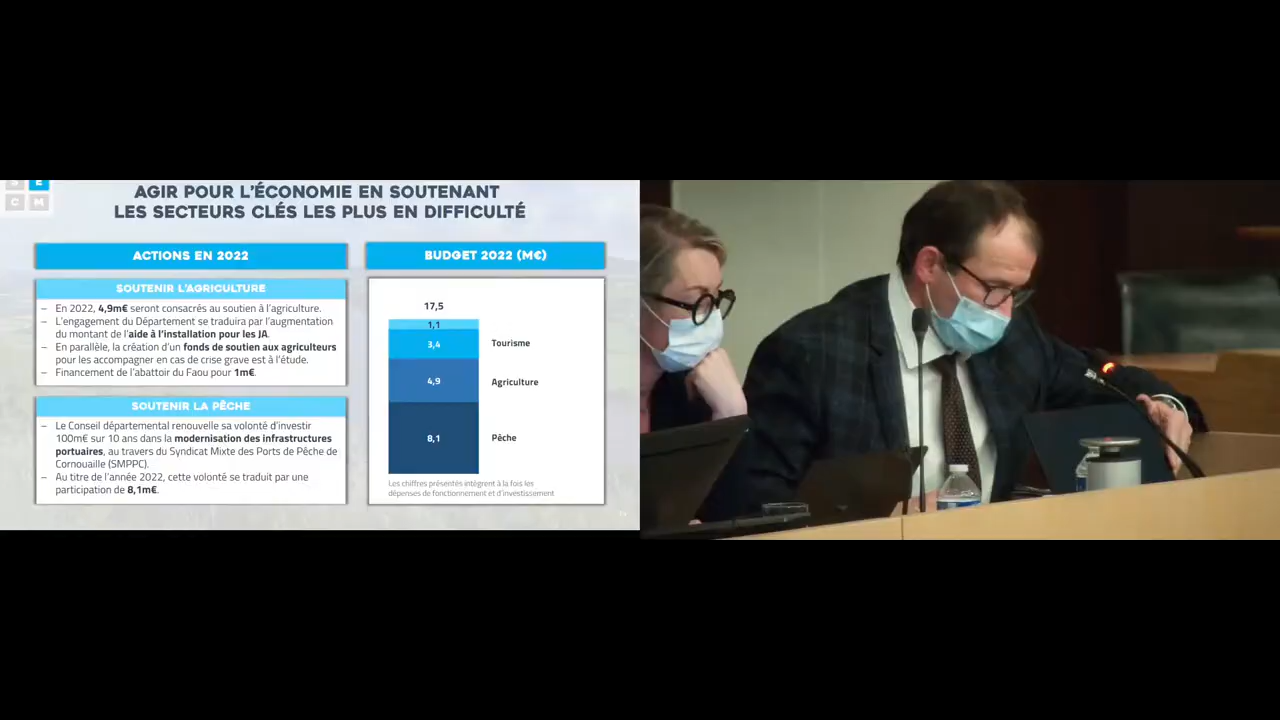 E
C M
AGIR POUR L'ÉCONOMIE EN SOUTENANT
LES SECTEURS CLÉS LES PLUS EN DIFFICULTÉ
ACTIONS EN 2022
SOUTENIR L'AGRICULTURE
– En 2022, 4,9m€ seront consacrés au soutien à l'agriculture.
– L'engagement du Département se traduira par l'augmentation
du montant de l'aide à l'installation pour les JA.
– En parallèle, la création d'un fonds de soutien aux agriculteurs
pour les accompagner en cas de crise grave est à l'étude.
– Financement de l'abattoir du Faou pour 1m€.
SOUTENIR LA PÊCHE
– Le Conseil départemental renouvelle sa volonté d'investir
100m€ sur 10 ans dans la modernisation des infrastructures
portuaires, au travers du Syndicat Mixte des Ports de Pêche de
Cornouaille (SMPPC).
– Au titre de l'année 2022, cette volonté se traduit par une
participation de 8,1m€.
BUDGET 2022 (M€)
17,5
1,1
3,4 Tourisme
4,9 Agriculture
8,1 Pêche
Les chiffres présentés intègrent à la fois les
dépenses de fonctionnement et d'investissement